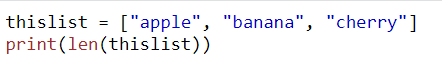 thislist = ["apple", "banana", "cherry"]
print(len(thislist))